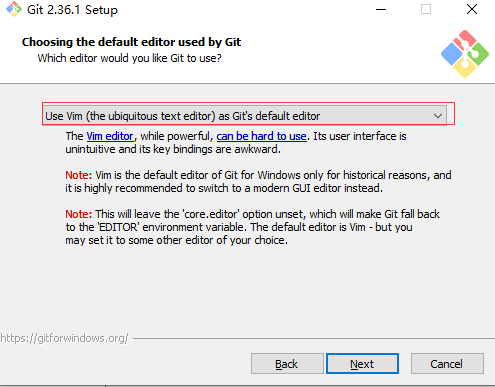 Git 2.36.1 Setup
Choosing the default editor used by Git
Which editor would you like Git to use?
Use Vim (the ubiquitous text editor) as Git's default editor
The Vim editor, while powerful, can be hard to use. Its user interface is
unintuitive and its key bindings are awkward.
Note: Vim is the default editor of Git for Windows only for historical reasons, and
it is highly recommended to switch to a modern GUI editor instead.
Note: This will leave the 'core.editor' option unset, which will make Git fall back
to the 'EDITOR' environment variable. The default editor is Vim - but you
may set it to some other editor of your choice.
https://gitforwindows.org/
Back Next Cancel